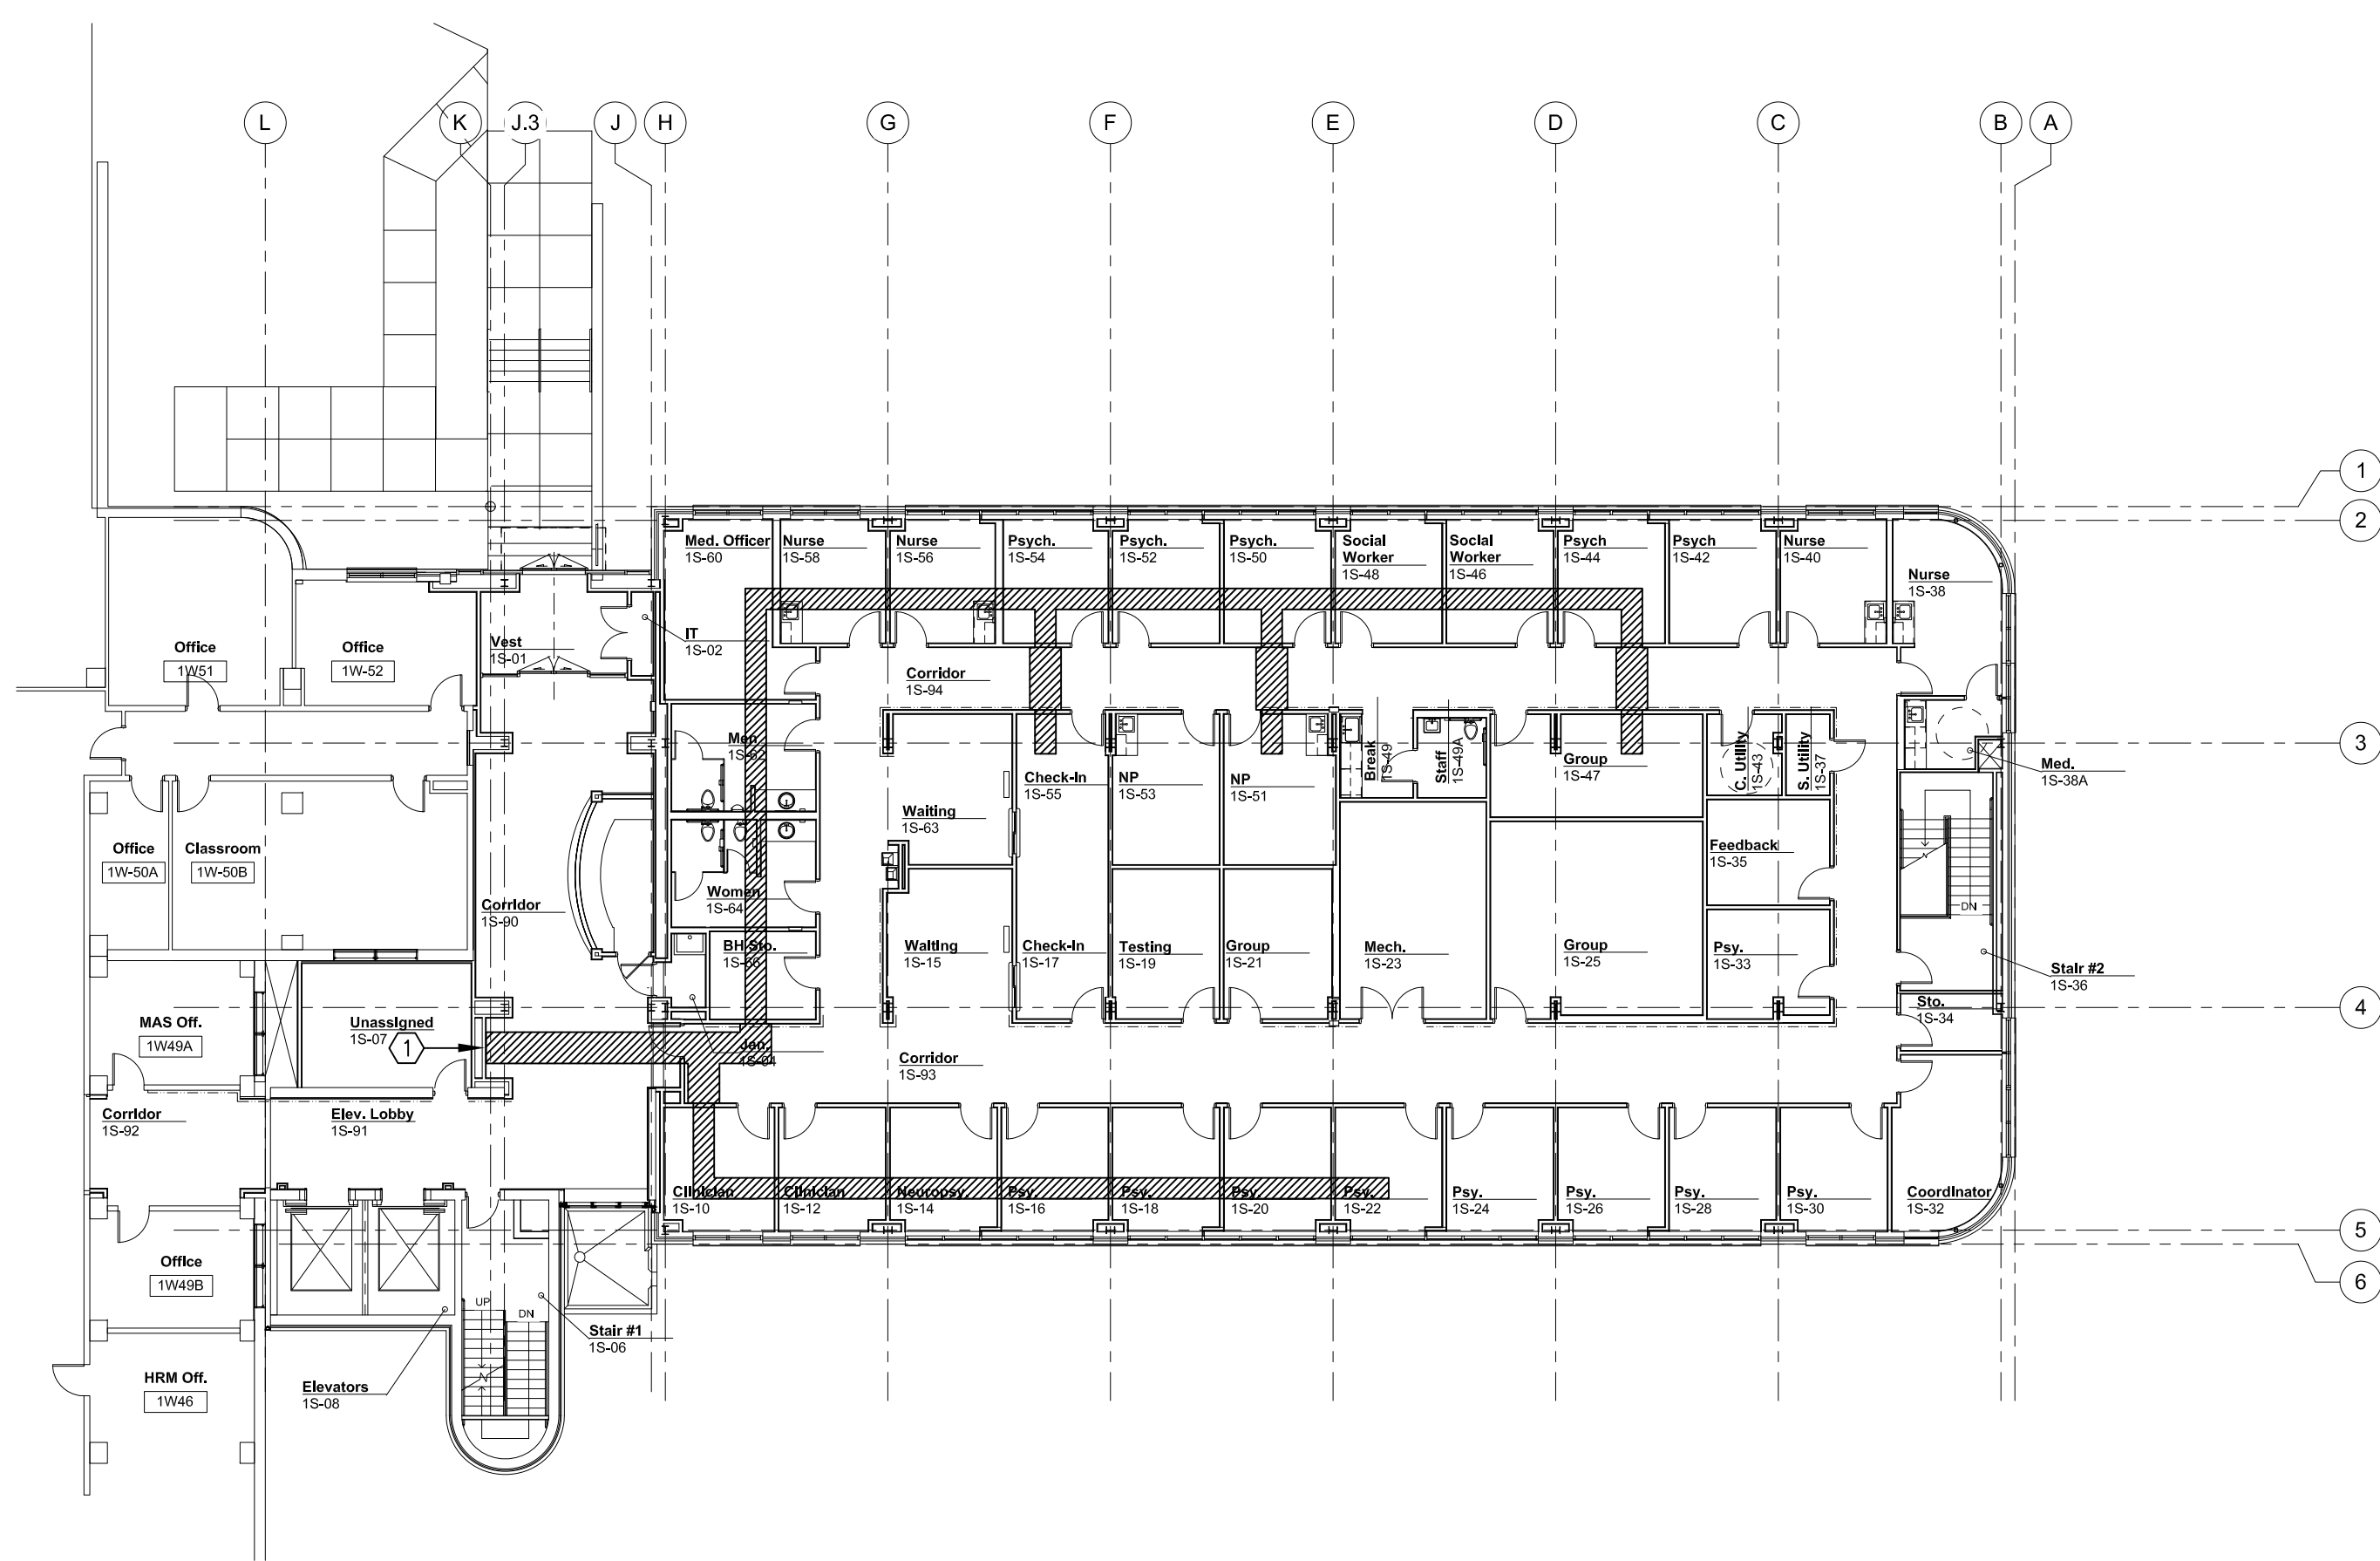 L
K
J.3
J
H
G
F
E
D
C
B
A
1
2
3
4
5
6
Med. Officer
1S-60
Nurse
1S-58
Nurse
1S-56
Psych.
1S-54
Psych.
1S-52
Psych.
1S-50
Social
Worker
1S-48
Social
Worker
1S-46
Psych
1S-44
Psych
1S-42
Nurse
1S-40
Nurse
1S-38
Office
1W51
Office
1W-52
Vest
1S-01
IT
1S-02
Corridor
1S-94
Men
1S-62
Check-In
1S-55
NP
1S-53
NP
1S-51
Break
1S-49
Staff
1S-49A
Group
1S-47
C. Utility
1S-43
S. Utility
1S-37
Med.
1S-38A
Waiting
1S-63
Office
1W-50A
Classroom
1W-50B
Corridor
1S-90
Women
1S-64
Feedback
1S-35
DN
BH Sto.
1S-66
Waiting
1S-15
Check-In
1S-17
Testing
1S-19
Group
1S-21
Mech.
1S-23
Group
1S-25
Psy.
1S-33
Stair #2
1S-36
Sto.
1S-34
MAS Off.
1W49A
Unassigned
1S-07
1
Jan.
1S-04
Corridor
1S-93
Corridor
1S-92
Elev. Lobby
1S-91
Clinician
1S-10
Clinician
1S-12
Neuropsy.
1S-14
Psy.
1S-16
Psy.
1S-18
Psy.
1S-20
Psy.
1S-22
Psy.
1S-24
Psy.
1S-26
Psy.
1S-28
Psy.
1S-30
Coordinator
1S-32
Office
1W49B
UP
DN
Stair #1
1S-06
HRM Off.
1W46
Elevators
1S-08